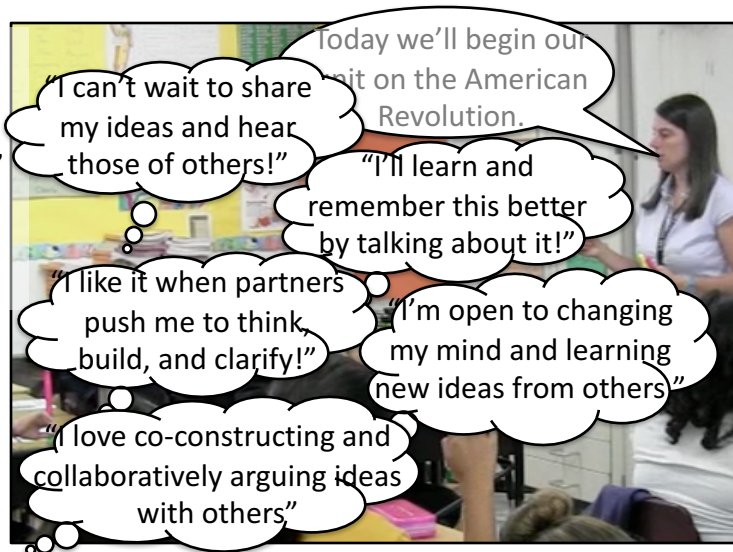 Today we'll begin our
unit on the American
Revolution.
"I can't wait to share
my ideas and hear
those of others!"
"I'll learn and
remember this better
by talking about it!"
"I like it when partners
push me to think,
build, and clarify!"
"I'm open to changing
my mind and learning
new ideas from others."
"I love co-constructing and
collaboratively arguing ideas
with others"